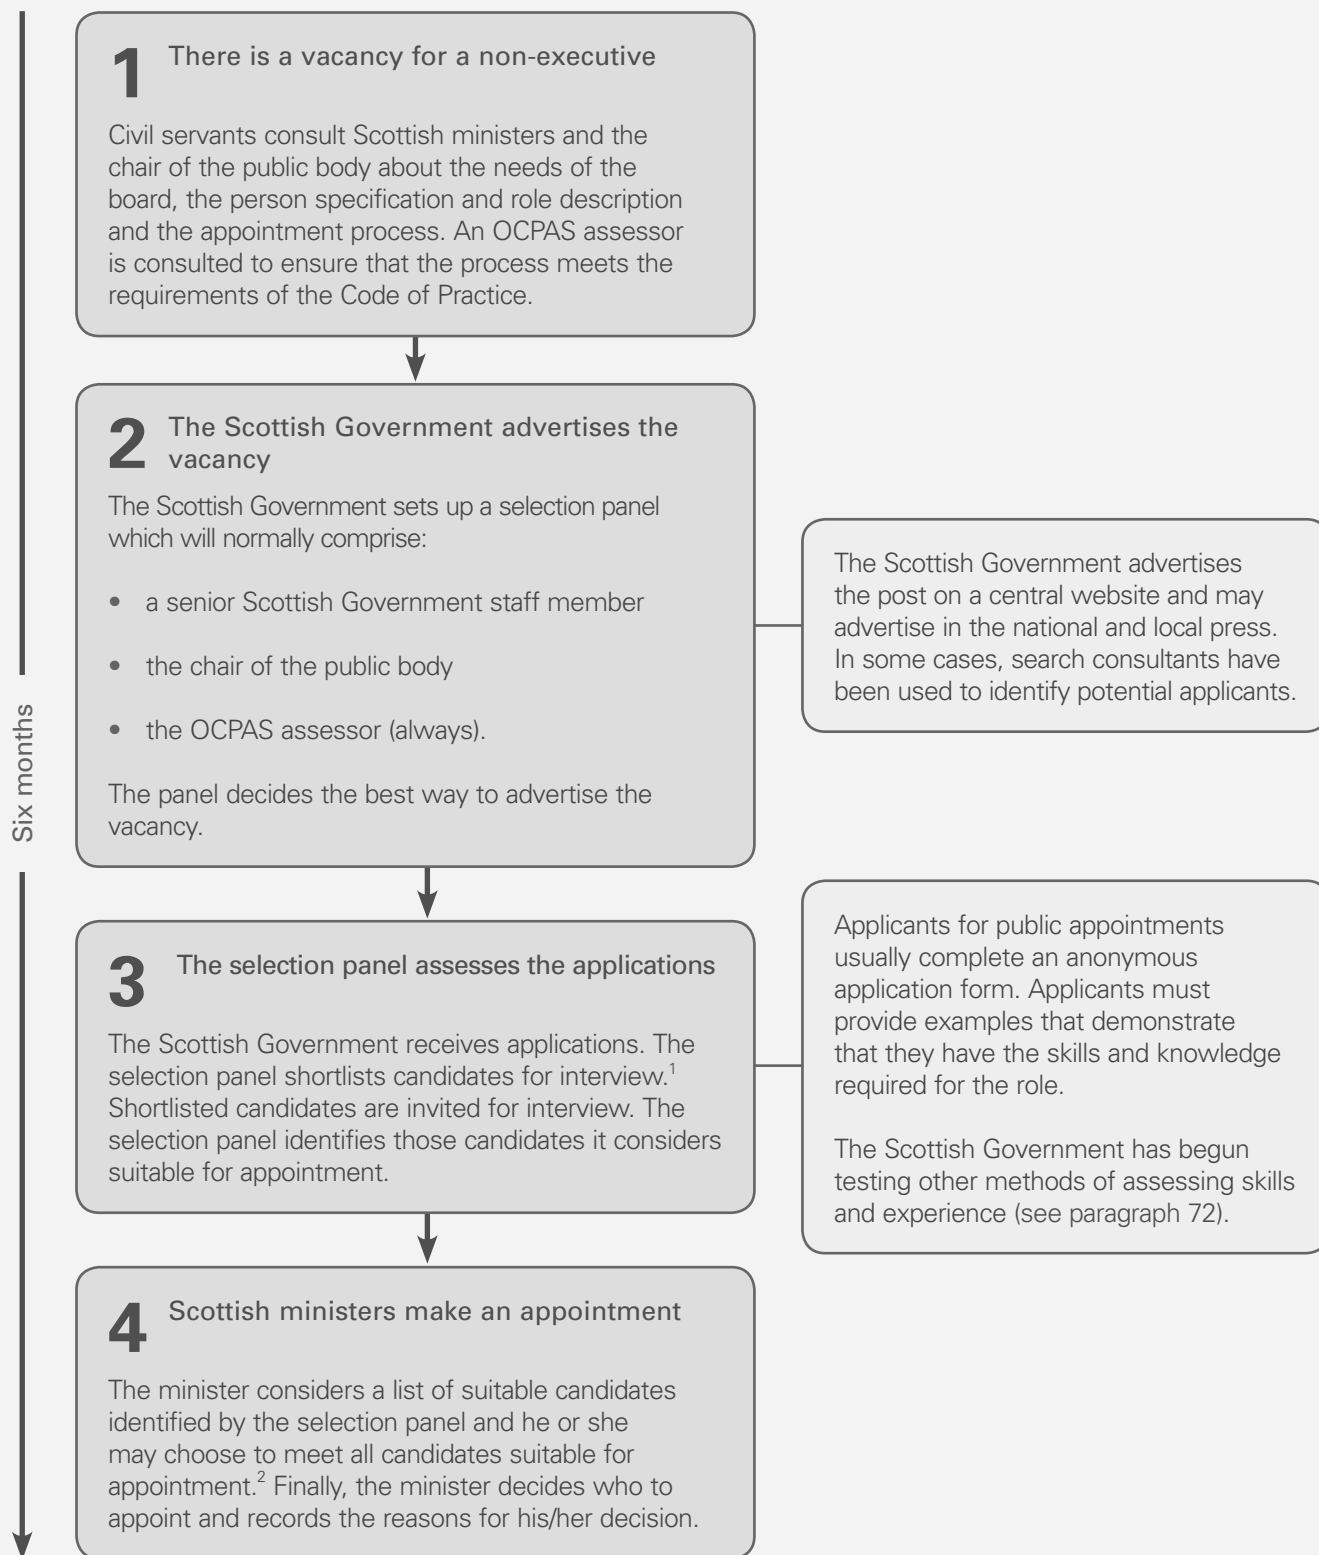 1 There is a vacancy for a non-executive
Civil servants consult Scottish ministers and the
chair of the public body about the needs of the
board, the person specification and role description
and the appointment process. An OCPAS assessor
is consulted to ensure that the process meets the
requirements of the Code of Practice.
2 The Scottish Government advertises the
vacancy
The Scottish Government sets up a selection panel
which will normally comprise:
• a senior Scottish Government staff member
• the chair of the public body
• the OCPAS assessor (always).
The panel decides the best way to advertise the
vacancy.
The Scottish Government advertises
the post on a central website and may
advertise in the national and local press.
In some cases, search consultants have
been used to identify potential applicants.
Six months
3 The selection panel assesses the applications
The Scottish Government receives applications. The
selection panel shortlists candidates for interview.1
Shortlisted candidates are invited for interview. The
selection panel identifies those candidates it considers
suitable for appointment.
Applicants for public appointments
usually complete an anonymous
application form. Applicants must
provide examples that demonstrate
that they have the skills and knowledge
required for the role.
The Scottish Government has begun
testing other methods of assessing skills
and experience (see paragraph 72).
4 Scottish ministers make an appointment
The minister considers a list of suitable candidates
identified by the selection panel and he or she
may choose to meet all candidates suitable for
appointment.2 Finally, the minister decides who to
appoint and records the reasons for his/her decision.